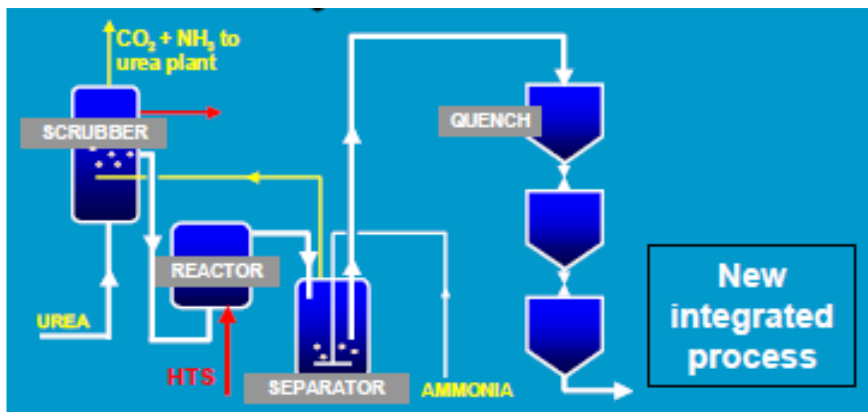 CO₂ + NH₃ to
urea plant
SCRUBBER
QUENCH
REACTOR
UREA
HTS
SEPARATOR
AMMONIA
New
integrated
process